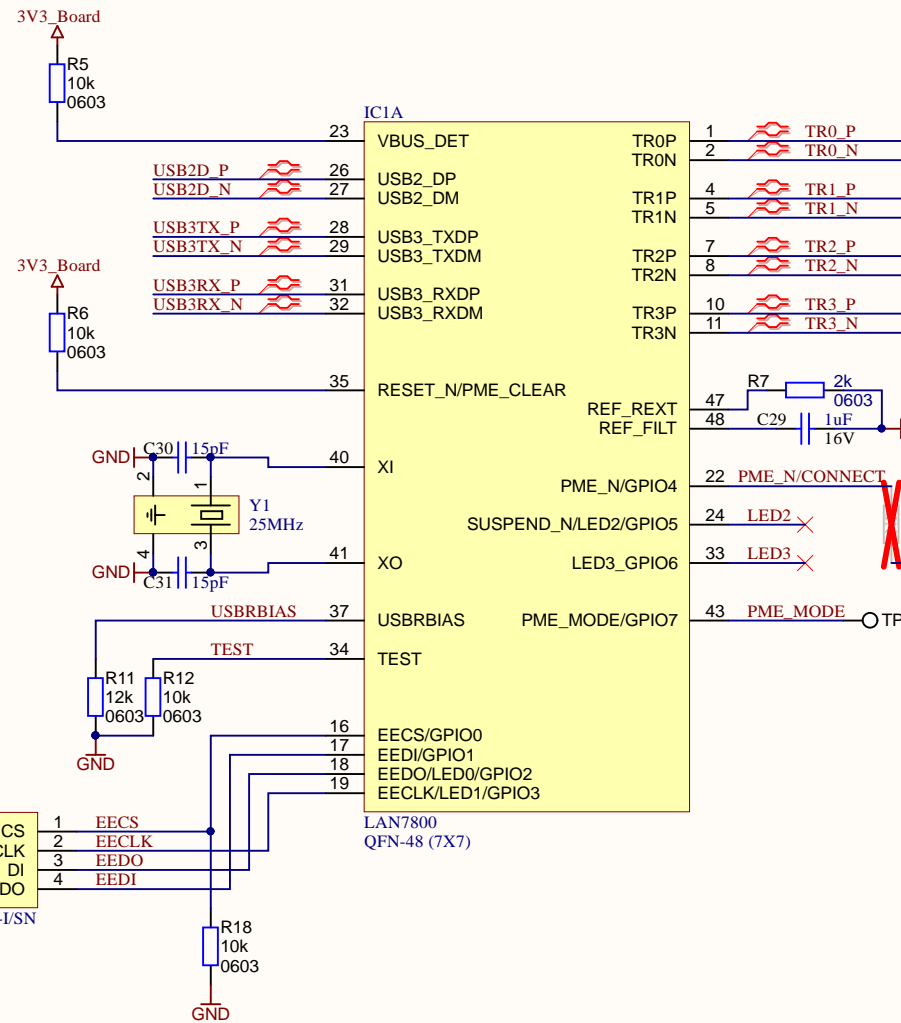 3V3_Board
R5
10k
0603
IC1A
23
VBUS_DET
TR0P
1
TR0_P
TR0N
2
TR0_N
USB2D_P
26
USB2_DP
USB2D_N
27
USB2_DM
TR1P
4
TR1_P
TR1N
5
TR1_N
USB3TX_P
28
USB3_TXDP
USB3TX_N
29
USB3_TXDM
TR2P
7
TR2_P
TR2N
8
TR2_N
3V3_Board
R6
10k
0603
USB3RX_P
31
USB3_RXDP
USB3RX_N
32
USB3_RXDM
TR3P
10
TR3_P
TR3N
11
TR3_N
35
RESET_N/PME_CLEAR
R7
2k
0603
REF_REXT
47
REF_FILT
48
C29
1uF
16V
GND
C30
15pF
40
XI
2
1
Y1
25MHz
4
3
GND
C31
15pF
41
XO
PME_N/GPIO4
22
PME_N/CONNECT
SUSPEND_N/LED2/GPIO5
24
LED2
LED3_GPIO6
33
LED3
USBRBIAS
37
USBRBIAS
PME_MODE/GPIO7
43
PME_MODE
TP
TEST
34
TEST
R11
12k
0603
R12
10k
0603
GND
16
EECS/GPIO0
17
EEDI/GPIO1
18
EEDO/LED0/GPIO2
19
EECLK/LED1/GPIO3
LAN7800
QFN-48 (7X7)
CS
1
EECS
CLK
2
EECLK
DI
3
EEDO
DO
4
EEDI
-I/SN
R18
10k
0603
GND